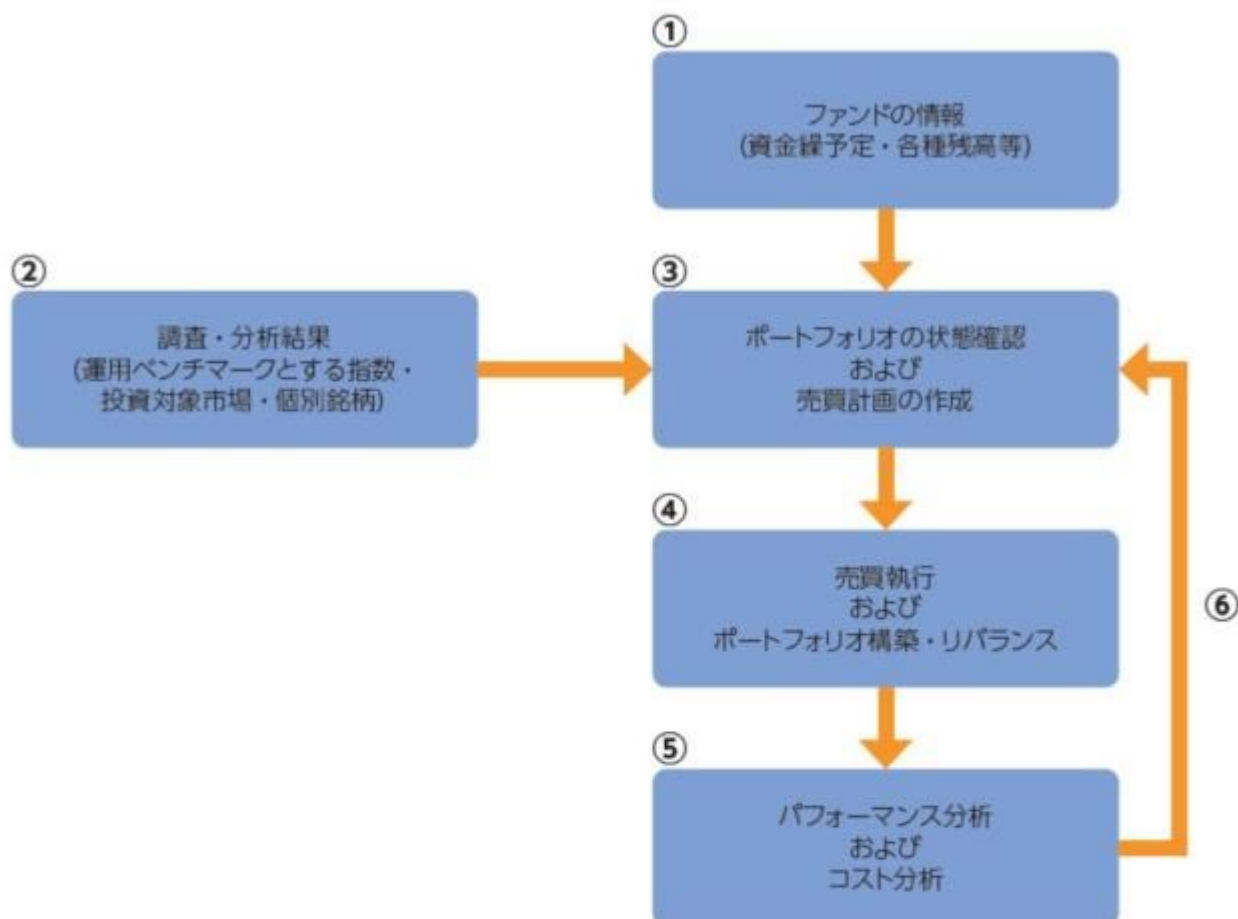 ①
ファンドの情報
(資金繰予定・各種残高等)
②
調査・分析結果
(運用ベンチマークとする指数・
投資対象市場・個別銘柄)
③
ポートフォリオの状態確認
および
売買計画の作成
④
売買執行
および
ポートフォリオ構築・リバランス
⑥
⑤
パフォーマンス分析
および
コスト分析